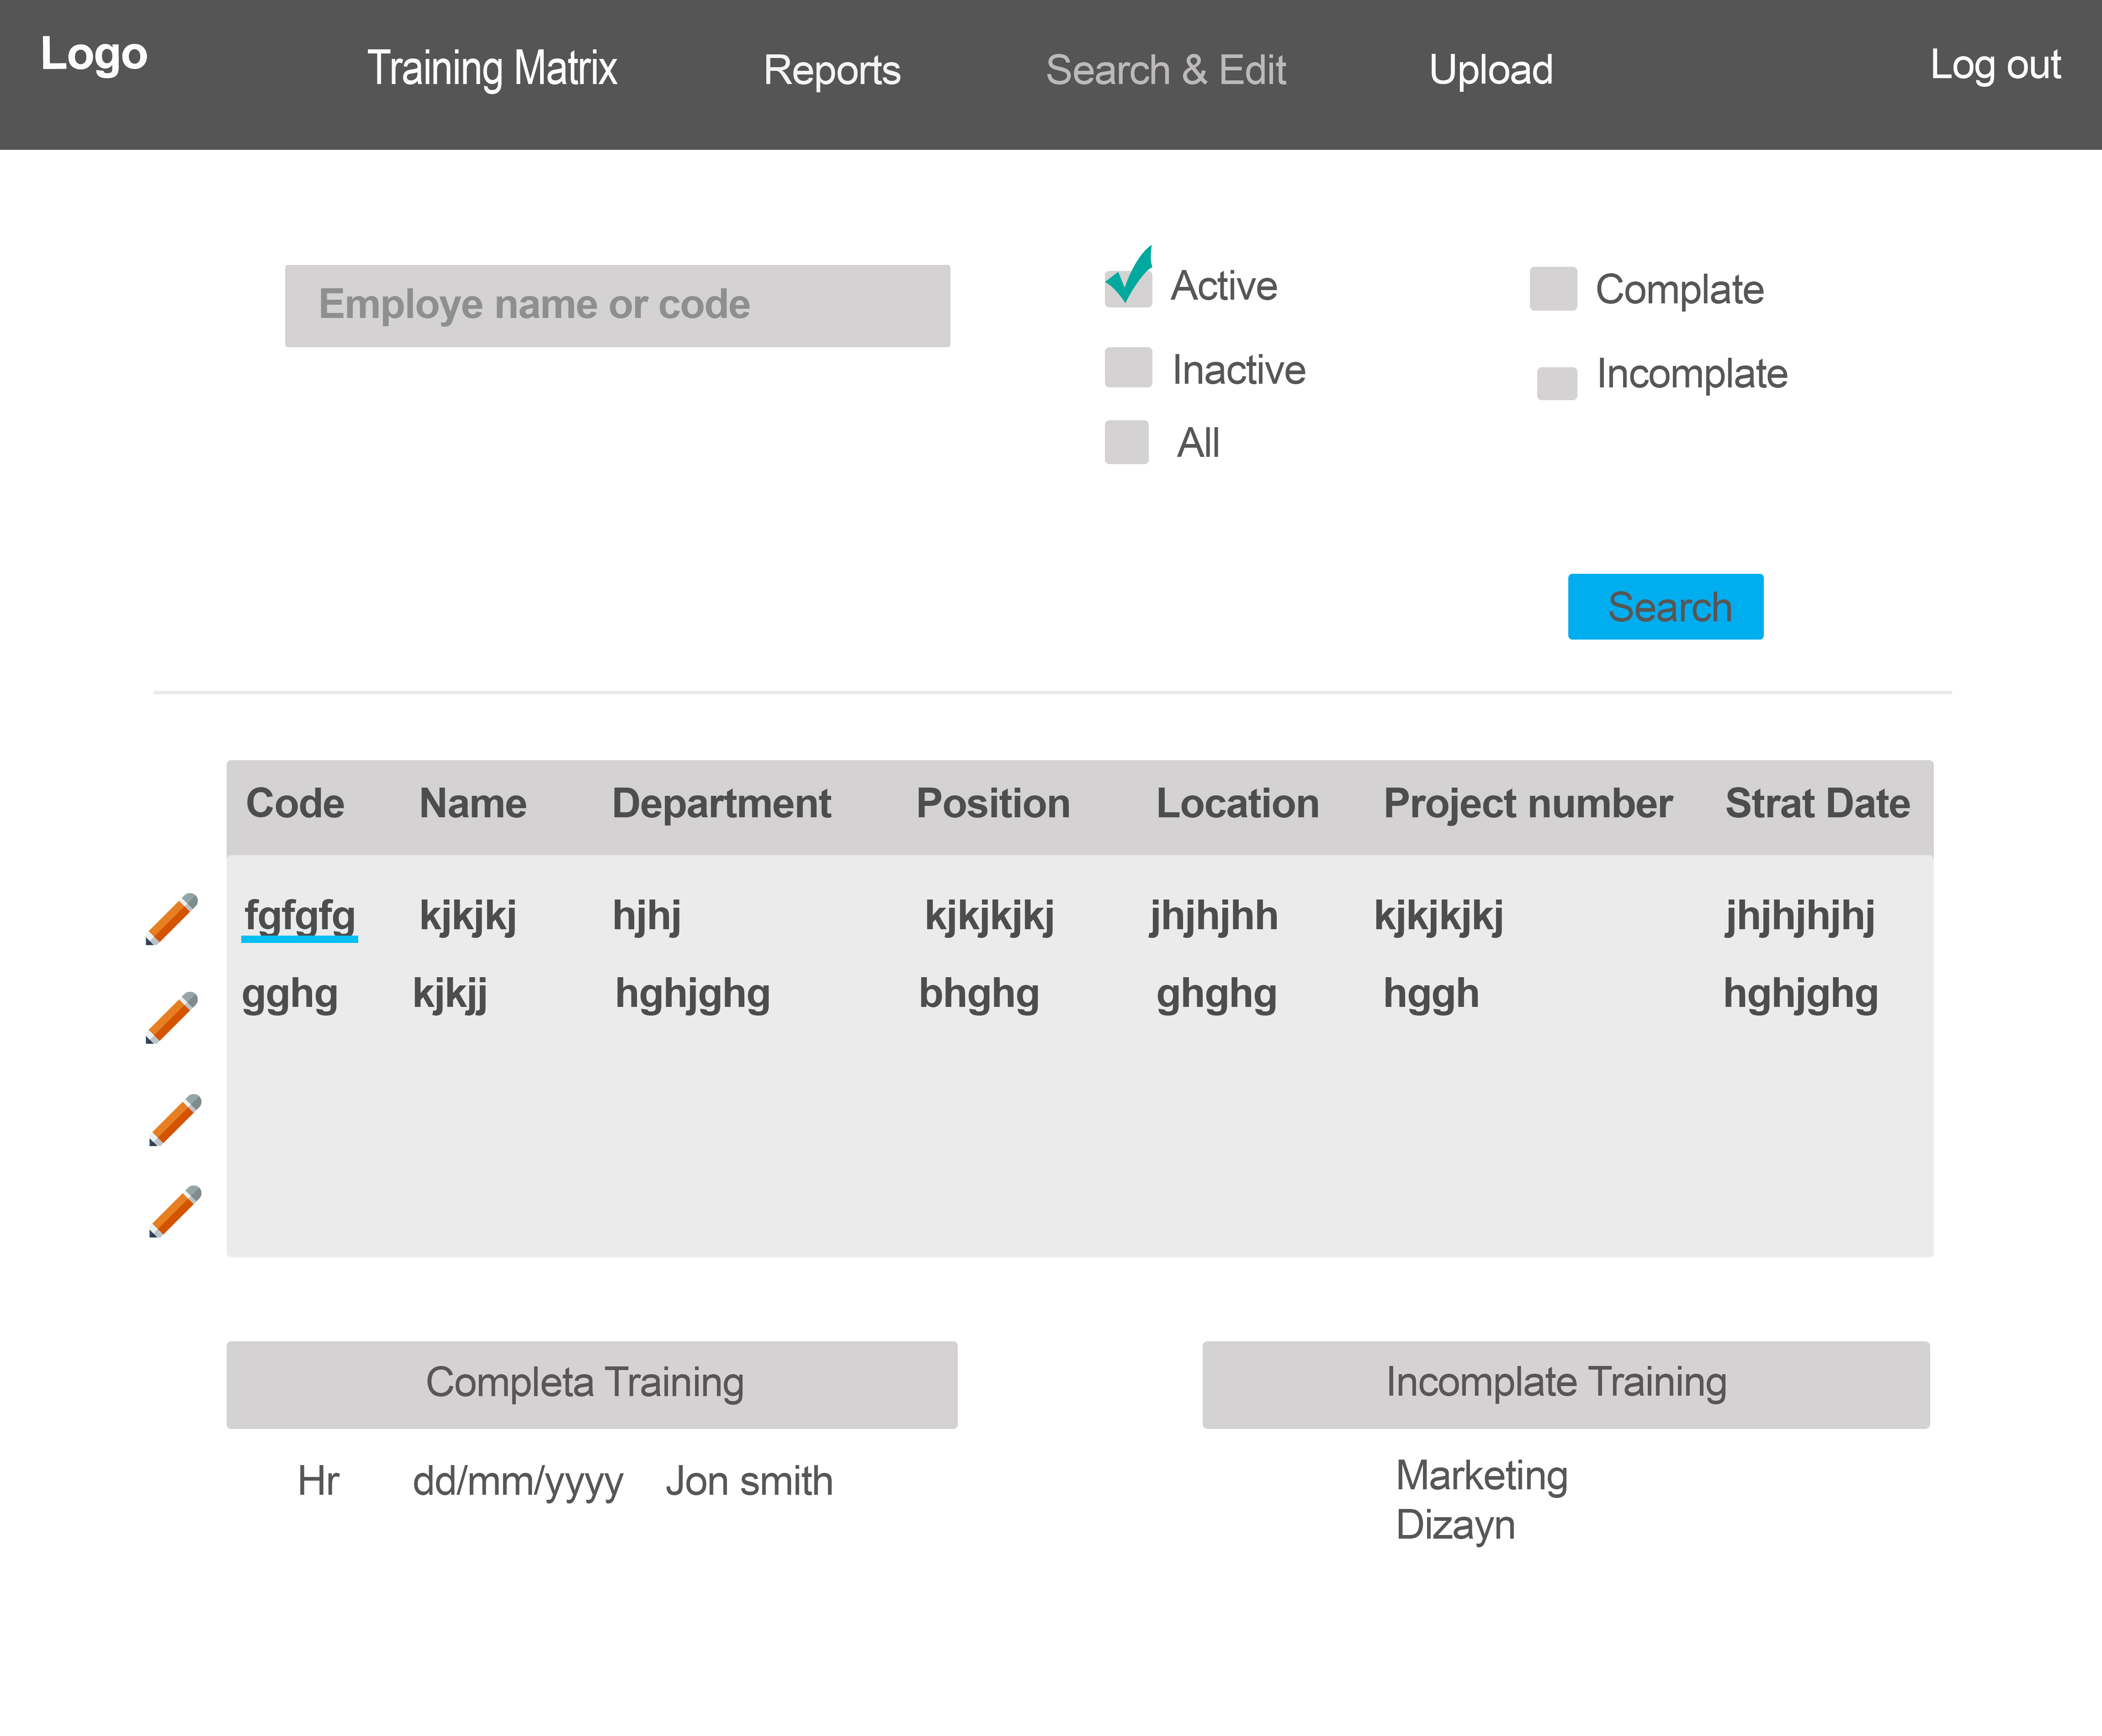 Logo Training Matrix Reports Search & Edit Upload Log out
Employe name or code
Active Complate
Inactive Incomplate
All
Search
Code Name Department Position Location Project number Strat Date
fgfgfg kjkjkj hjhj kjkjkjkj jhjhjhh kjkjkjkj jhjhjhjhj
gghg kjkjj hghjghg bhghg ghghg hggh hghjghg
Completa Training Incomplate Training
Hr dd/mm/yyyy Jon smith Marketing
Dizayn